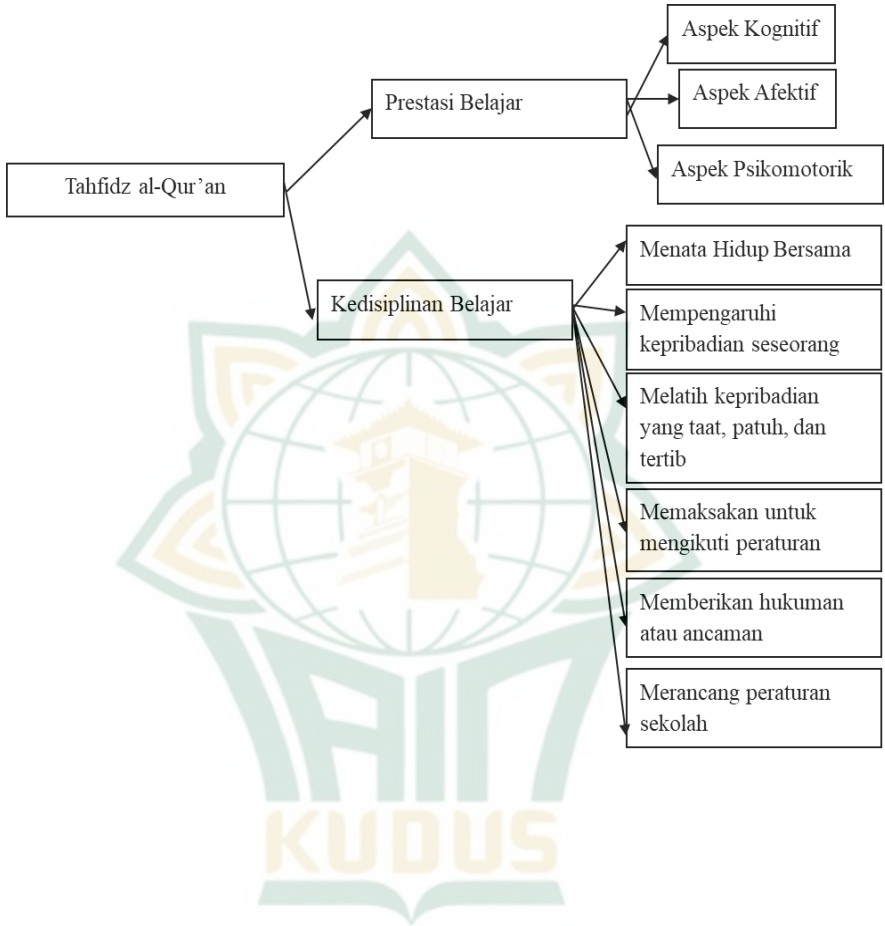 Aspek Kognitif
Prestasi Belajar
Aspek Afektif
Aspek Psikomotorik
Tahfidz al-Qur’an
Kedisiplinan Belajar
Menata Hidup Bersama
Mempengaruhi
kepribadian seseorang
Melatih kepribadian
yang taat, patuh, dan
tertib
Memaksakan untuk
mengikuti peraturan
Memberikan hukuman
atau ancaman
Merancang peraturan
sekolah
IAIN
KUDUS